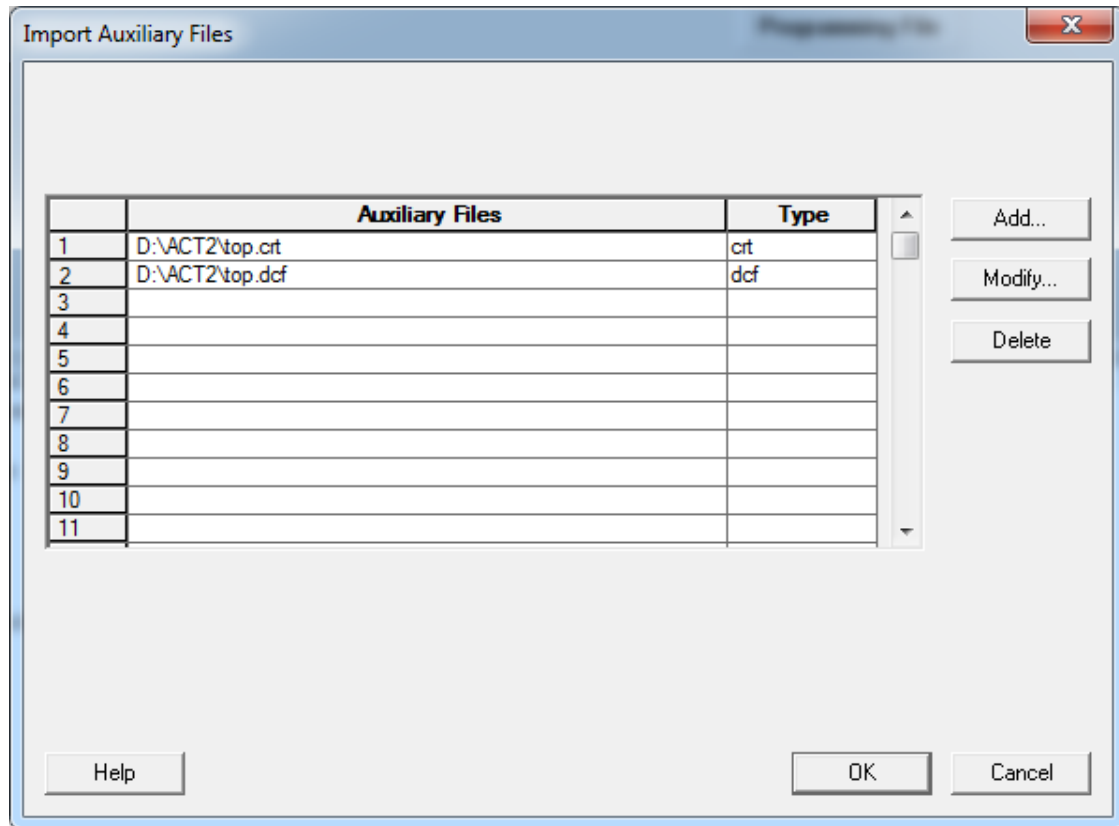 Import Auxiliary Files
Programming File
Auxiliary Files Type
Add...
1 D:\ACT2\top.crt crt
2 D:\ACT2\top.dcf dcf
Modify...
3
4
Delete
5
6
7
8
9
10
11
Help OK Cancel